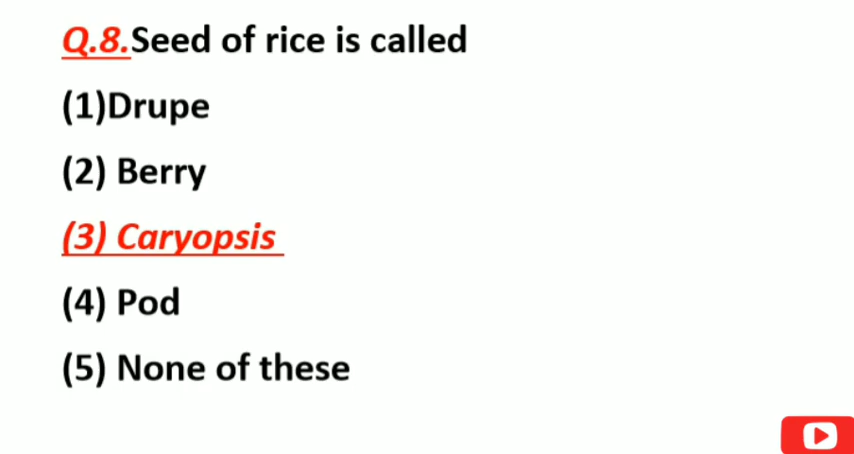 Q.8.Seed of rice is called
(1)Drupe
(2) Berry
(3) Caryopsis
(4) Pod
(5) None of these